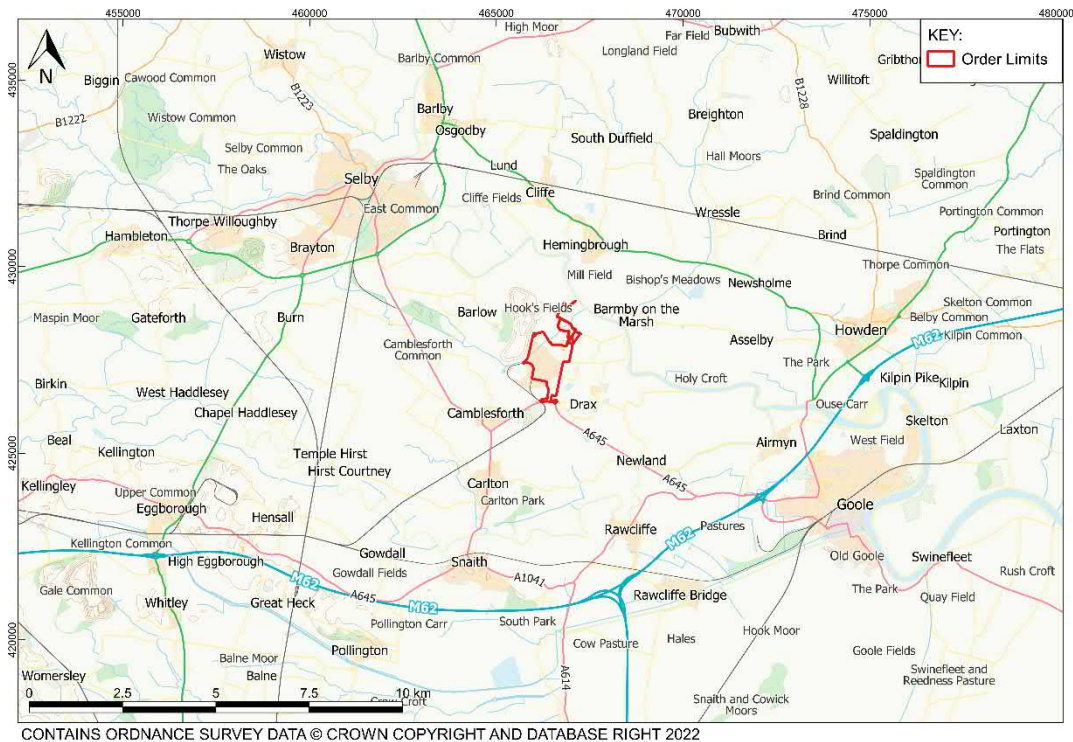 455000 460000 465000 470000 475000 480000
High Moor
Far Field
Bubwith
KEY:
Order Limits
N
Wistow
Barlby Common
Longland Field
435000
Biggin
Cawood Common
B1223
B1228
Willitoft
B1222
Wistow Common
Barlby
Osgodby
Breighton
Selby Common
South Duffield
Spaldington
The Oaks
Lund
Hall Moors
Selby
Spaldington
Common
Cliffe
East Common
Cliffe Fields
Brind Common
Thorpe Willoughby
Wressle
Portington Common
Hambleton
Brayton
Hemingbrough
Brind
Portington
The Flats
430000
Mill Field
Bishop's Meadows
Thorpe Common
Newsholme
Maspin Moor
Gateforth
Burn
Barlow
Hook's Fields
Barmby on the
Marsh
Skelton Common
Belby Common
Howden
Camblesforth
Common
Asselby
M62
Kilpin Common
The Park
Birkin
West Haddlesey
Holy Croft
Kilpin Pike
Kilpin
Chapel Haddlesey
Camblesforth
Drax
Ouse Carr
Skelton
Beal
A645
Airmyn
West Field
Laxton
425000
Kellington
Temple Hirst
Hirst Courtney
Newland
Kellingley
Upper Common
Eggborough
Carlton
A645
Carlton Park
Goole
Hensall
Rawcliffe
Pastures
Kellington Common
Gowdall
M62
Old Goole
High Eggborough
Gowdall Fields
Snaith
A1041
Swinefleet
Rush Croft
M62
The Park
Gale Common
Whitley
Great Heck
A645
M62
Rawcliffe Bridge
Quay Field
Pollington Carr
South Park
420000
Cow Pasture
Hales
Hook Moor
Balne Moor
Pollington
Goole Fields
Womersley
Balne
A614
Swinefleet and
Reedness Pasture
Snaith and Cowick
Moors
0 2.5 5 7.5 10 km
CONTAINS ORDNANCE SURVEY DATA © CROWN COPYRIGHT AND DATABASE RIGHT 2022